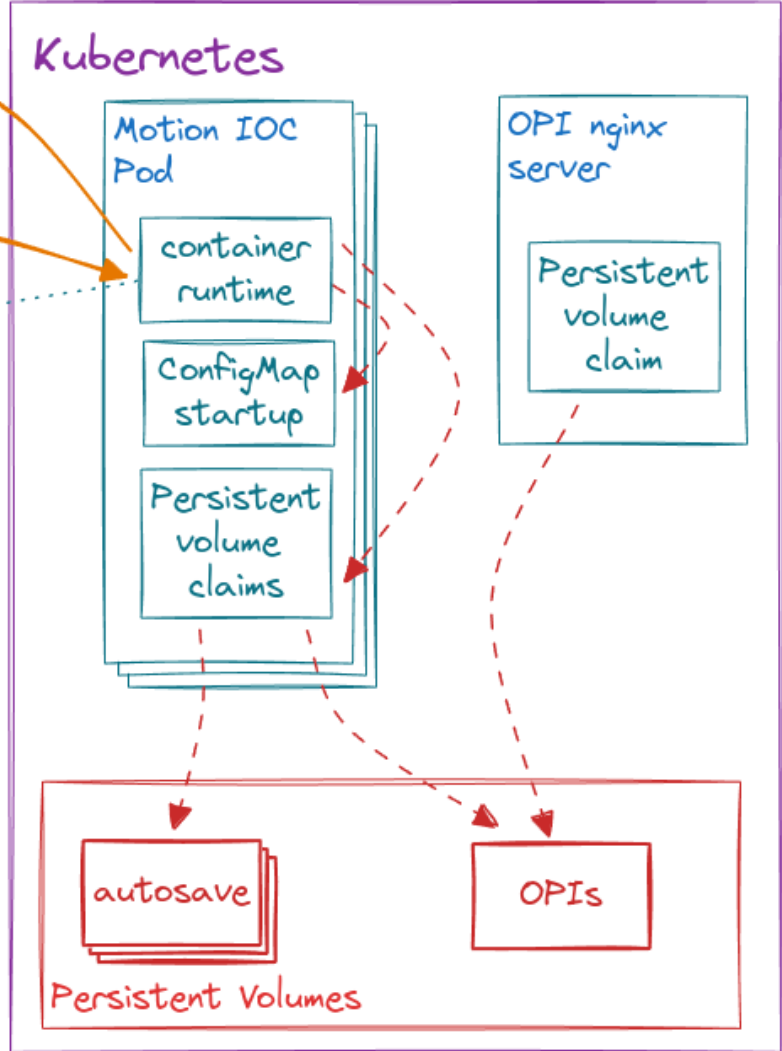 Kubernetes
Motion IOC
Pod
container
runtime
ConfigMap
startup
Persistent
volume
claims
OPI nginx
server
Persistent
volume
claim
autosave
OPIs
Persistent Volumes